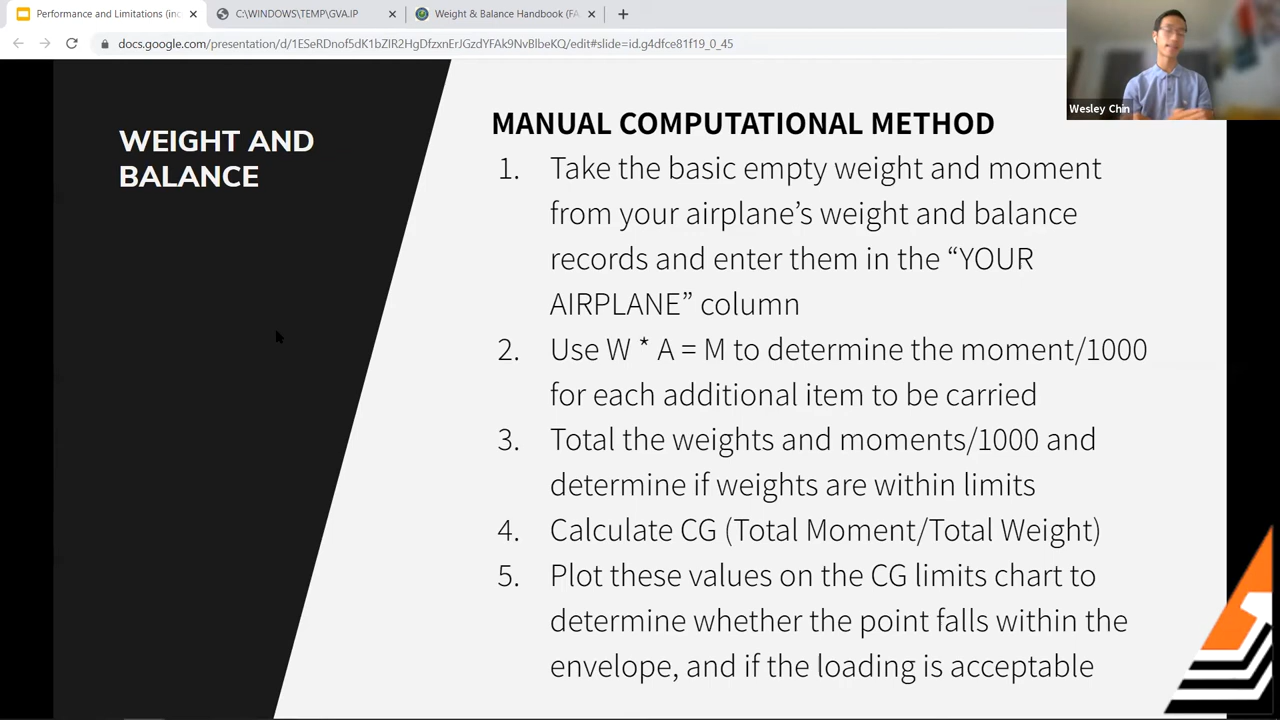 Performance and Limitations (inc
C:\WINDOWS\TEMP\GVA.IP
Weight & Balance Handbook (FA
docs.google.com/presentation/d/1ESeRDnof5dK1bZIR2HgDfzxnErJGzdYFAk9NvBlbeKQ/edit#slide=id.g4dfce81f19_0_45
Wesley Chin
WEIGHT AND
BALANCE
MANUAL COMPUTATIONAL METHOD
1. Take the basic empty weight and moment
from your airplane’s weight and balance
records and enter them in the “YOUR
AIRPLANE” column
2. Use W * A = M to determine the moment/1000
for each additional item to be carried
3. Total the weights and moments/1000 and
determine if weights are within limits
4. Calculate CG (Total Moment/Total Weight)
5. Plot these values on the CG limits chart to
determine whether the point falls within the
envelope, and if the loading is acceptable